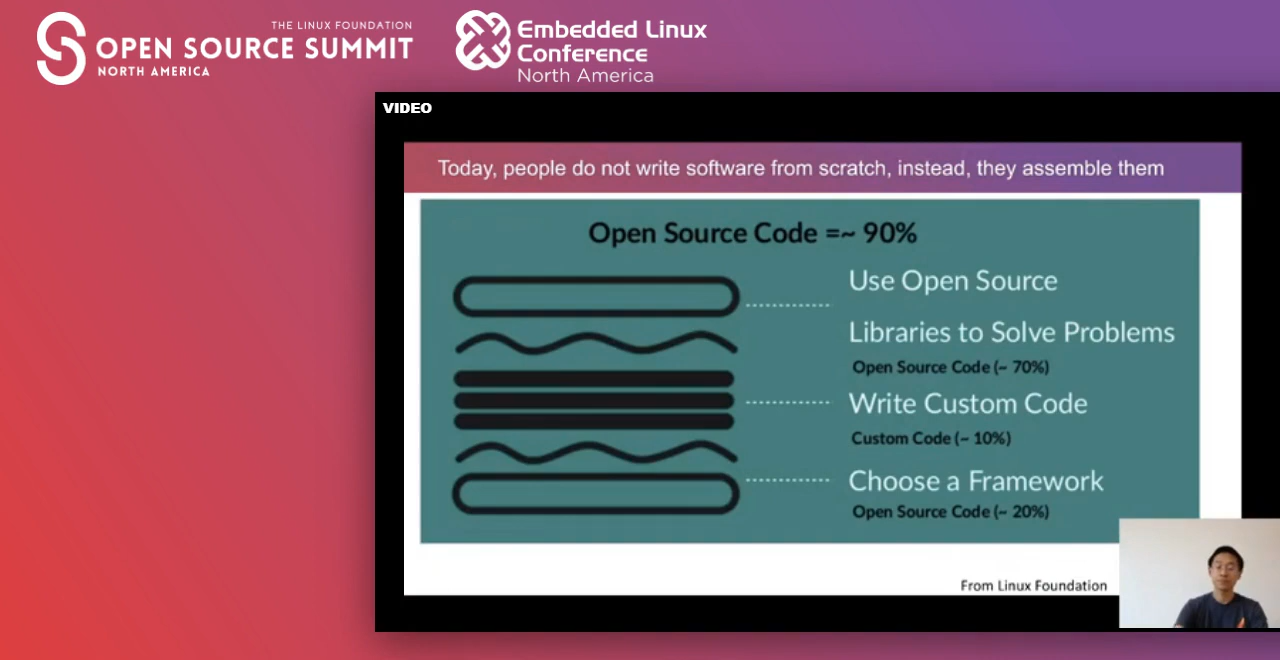 THE LINUX FOUNDATION
OPEN SOURCE SUMMIT
NORTH AMERICA
Embedded Linux
Conference
North America
VIDEO
Today, people do not write software from scratch, instead, they assemble them
Open Source Code =~ 90%
Use Open Source
Libraries to Solve Problems
Open Source Code (~ 70%)
Write Custom Code
Custom Code (~ 10%)
Choose a Framework
Open Source Code (~ 20%)
From Linux Foundation